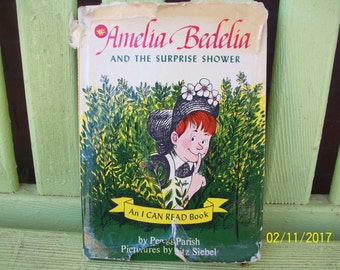 Amelia Bedelia
AND THE SURPRISE SHOWER
An I CAN READ Book
by Peggy Parish
Pictures by Fritz Siebel
02/11/2017